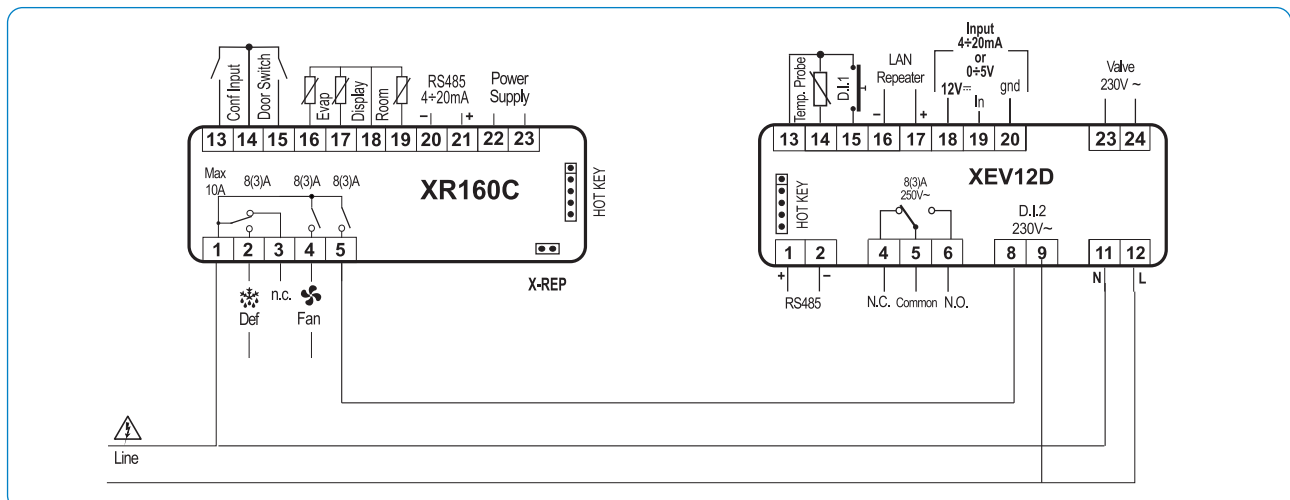 Conf Input
Door Switch
Evap
Display
Room
RS485
4÷20mA
– +
Power
Supply
13 14 15 16 17 18 19 20 21 22 23
Max
10A
8(3)A 8(3)A 8(3)A
XR160C
HOT KEY
1 2 3 4 5
X-REP
Def
n.c.
Fan
Line
Temp. Probe
D.I.1
LAN
Repeater
– +
Input
4÷20mA
or
0÷5V
12V⎓
In
gnd
Valve
230V ~
13 14 15 16 17 18 19 20 23 24
XEV12D
HOT KEY
8(3)A
250V~
D.I.2
230V~
1 2 4 5 6 8 9 11 12
+ –
RS485
N.C. Common N.O.
N L